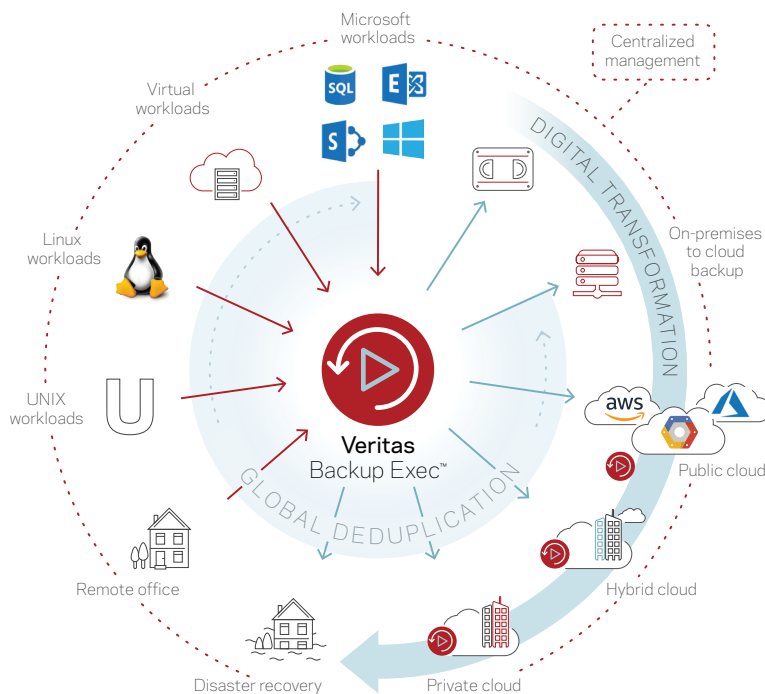 Microsoft
workloads
Centralized
management
Virtual
workloads
SQL
E
S
DIGITAL TRANSFORMATION
Linux
workloads
On-premises
to cloud
backup
UNIX
workloads
U
aws
Public cloud
Veritas
Backup Exec™
GLOBAL DEDUPLICATION
Remote office
Hybrid cloud
Disaster recovery
Private cloud